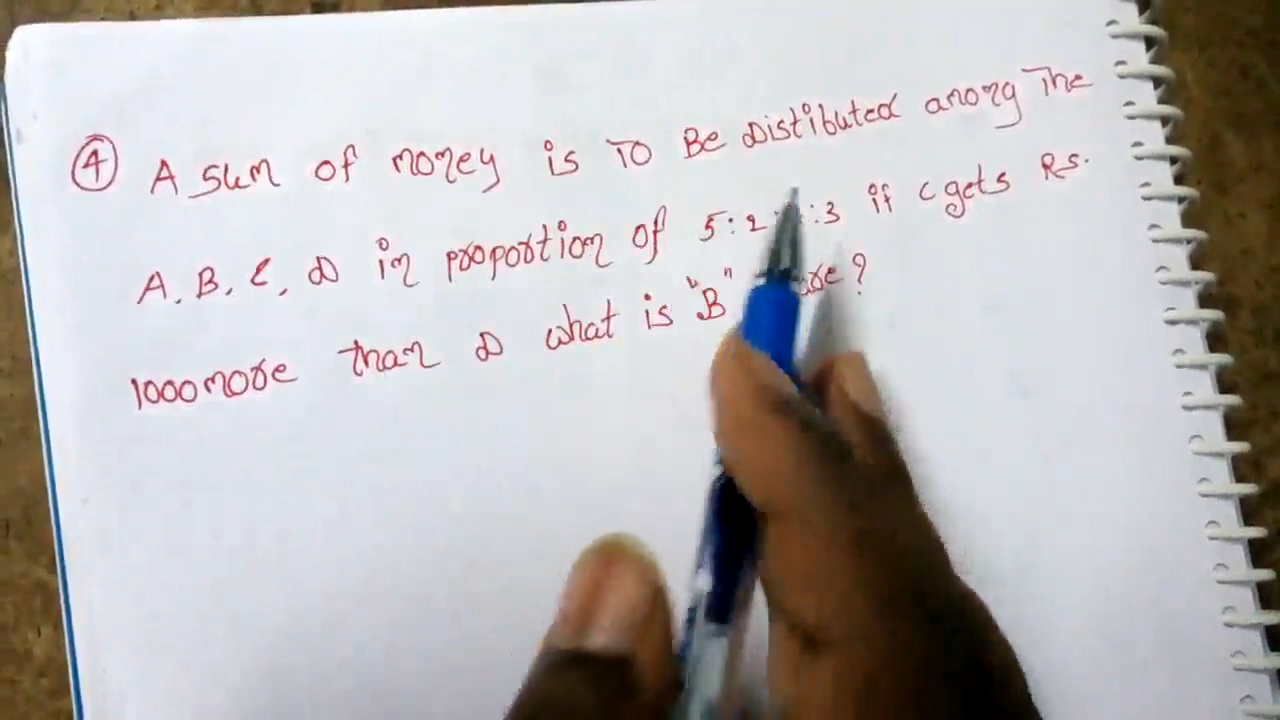 4 A sum of money is To Be Distibuted among The
A, B, C, D in proportion of 5:2: :3 if c gets Rs.
1000 more than D what is "B" ?